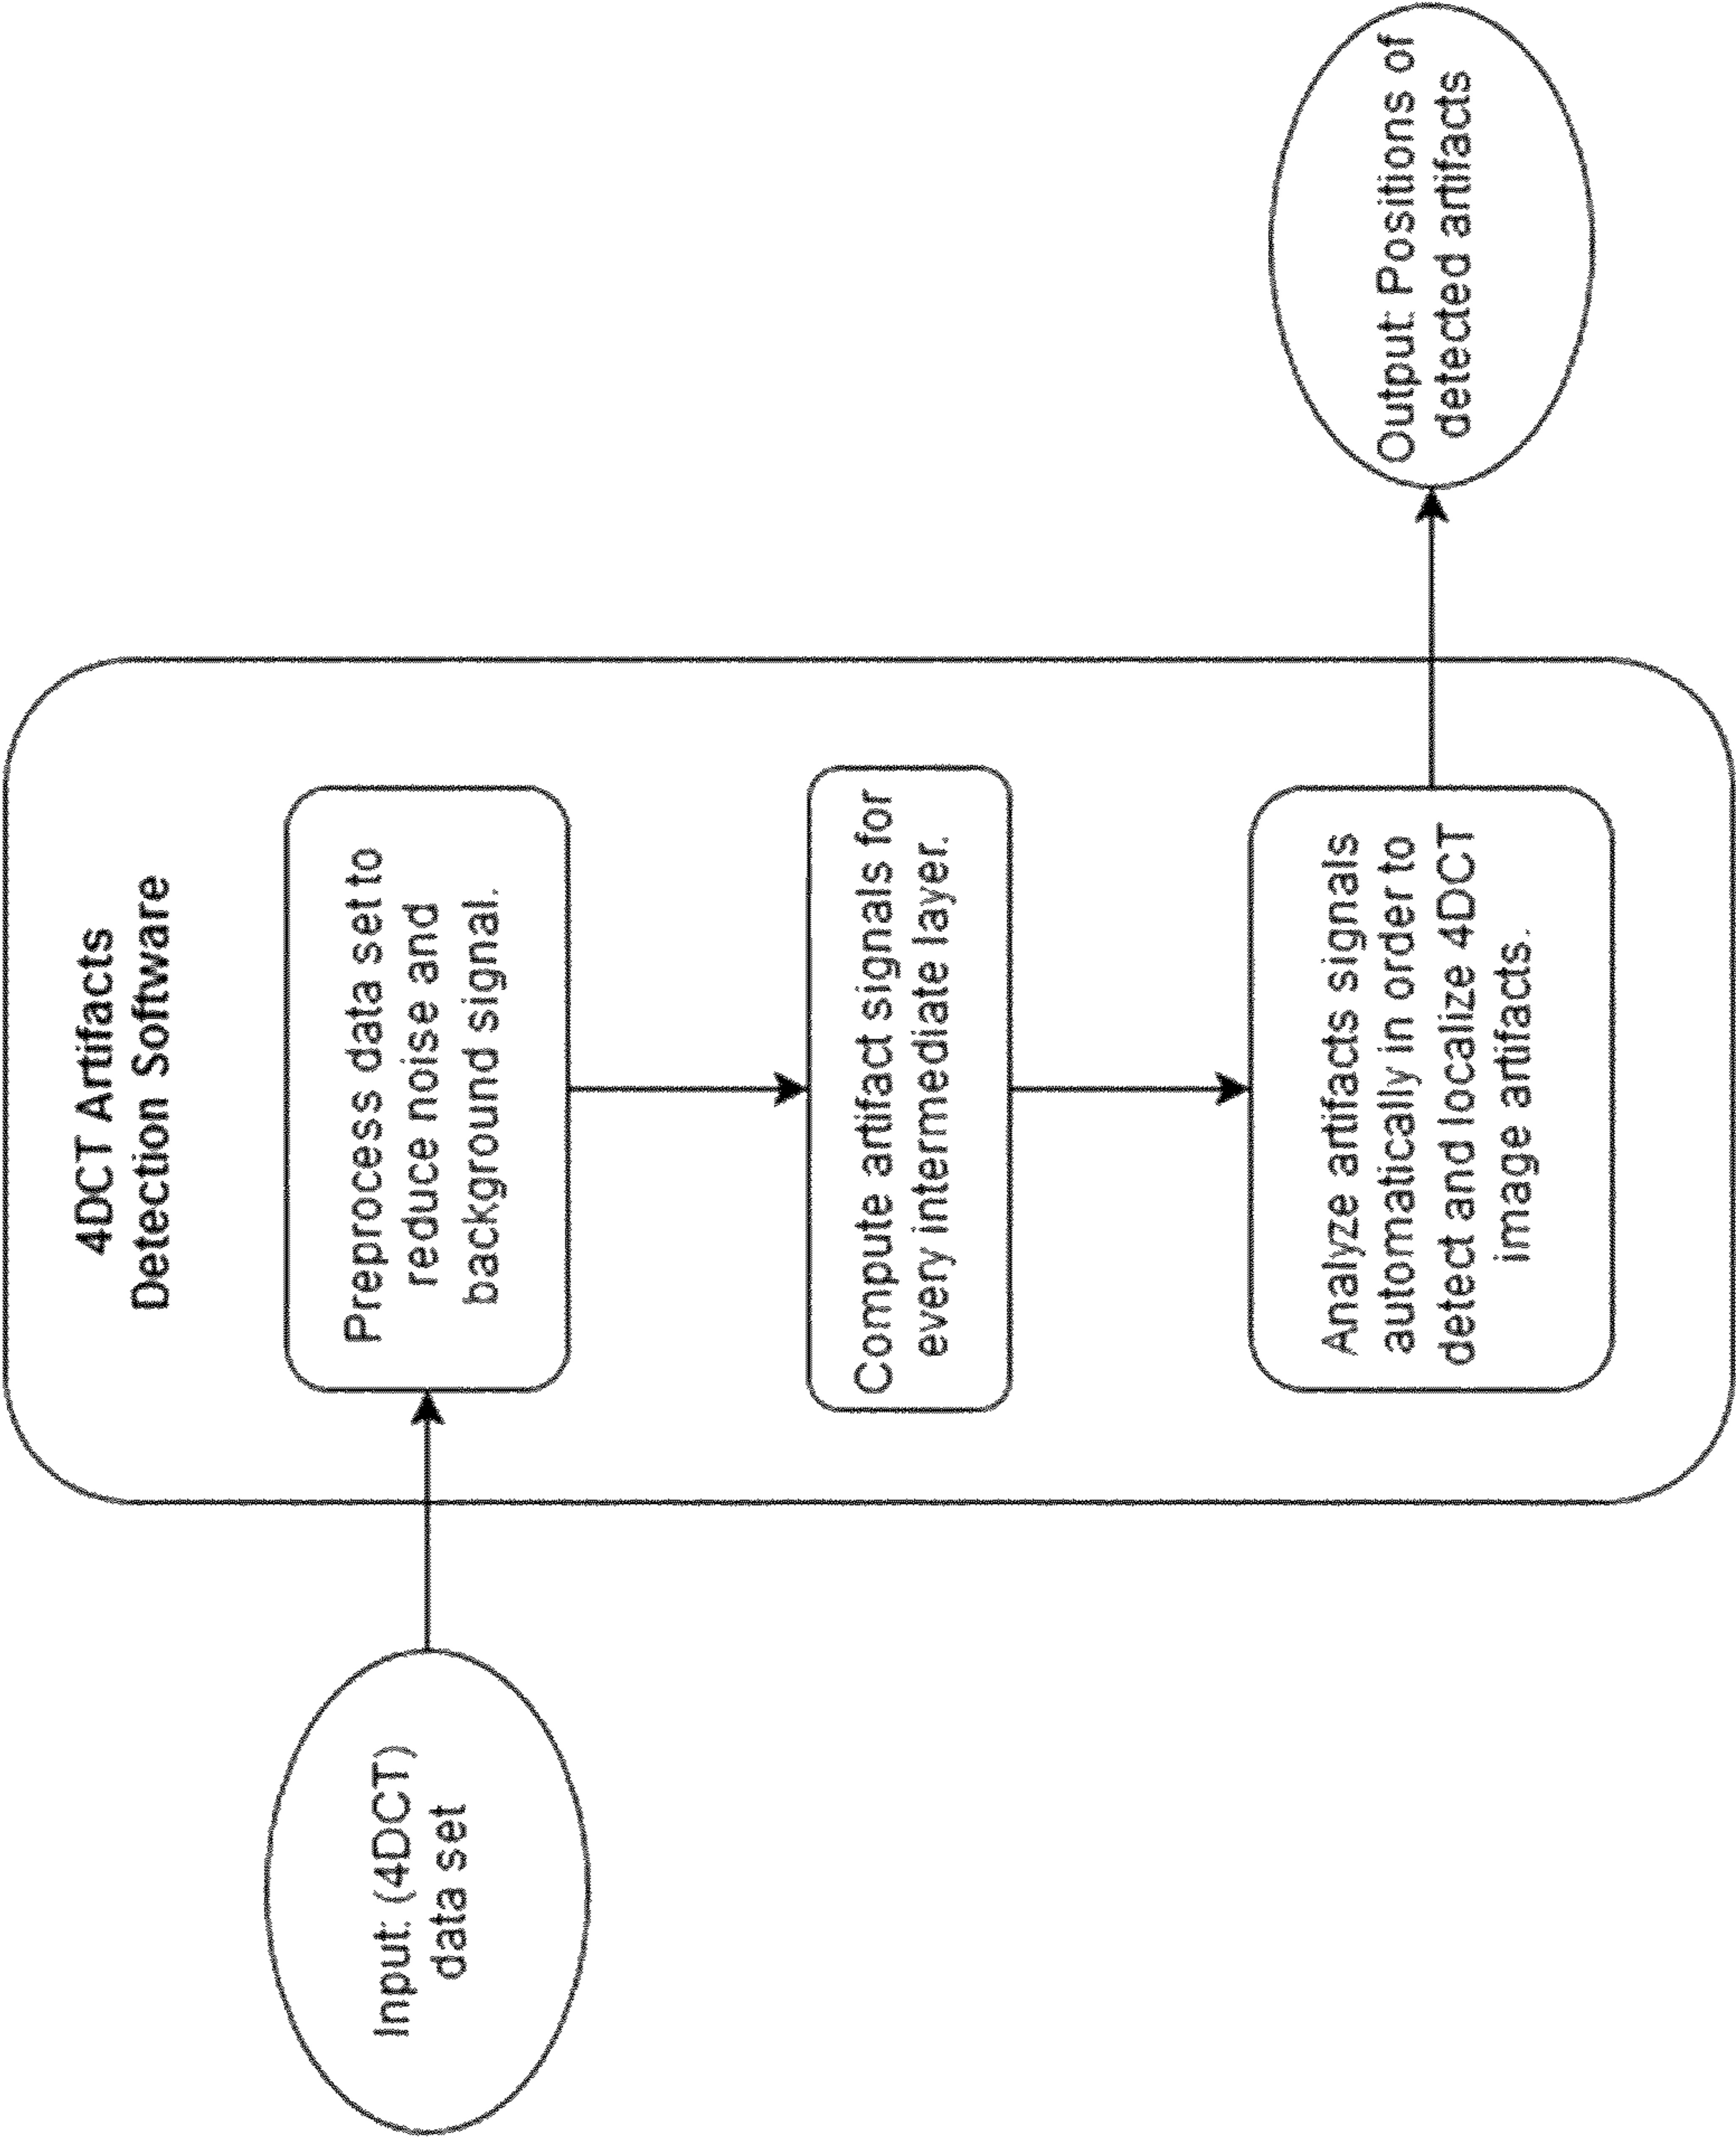 4DCT Artifacts
Detection Software
Input: (4DCT)
data set
Preprocess data set to
reduce noise and
background signal.
Compute artifact signals for
every intermediate layer.
Analyze artifacts signals
automatically in order to
detect and localize 4DCT
image artifacts.
Output: Positions of
detected artifacts